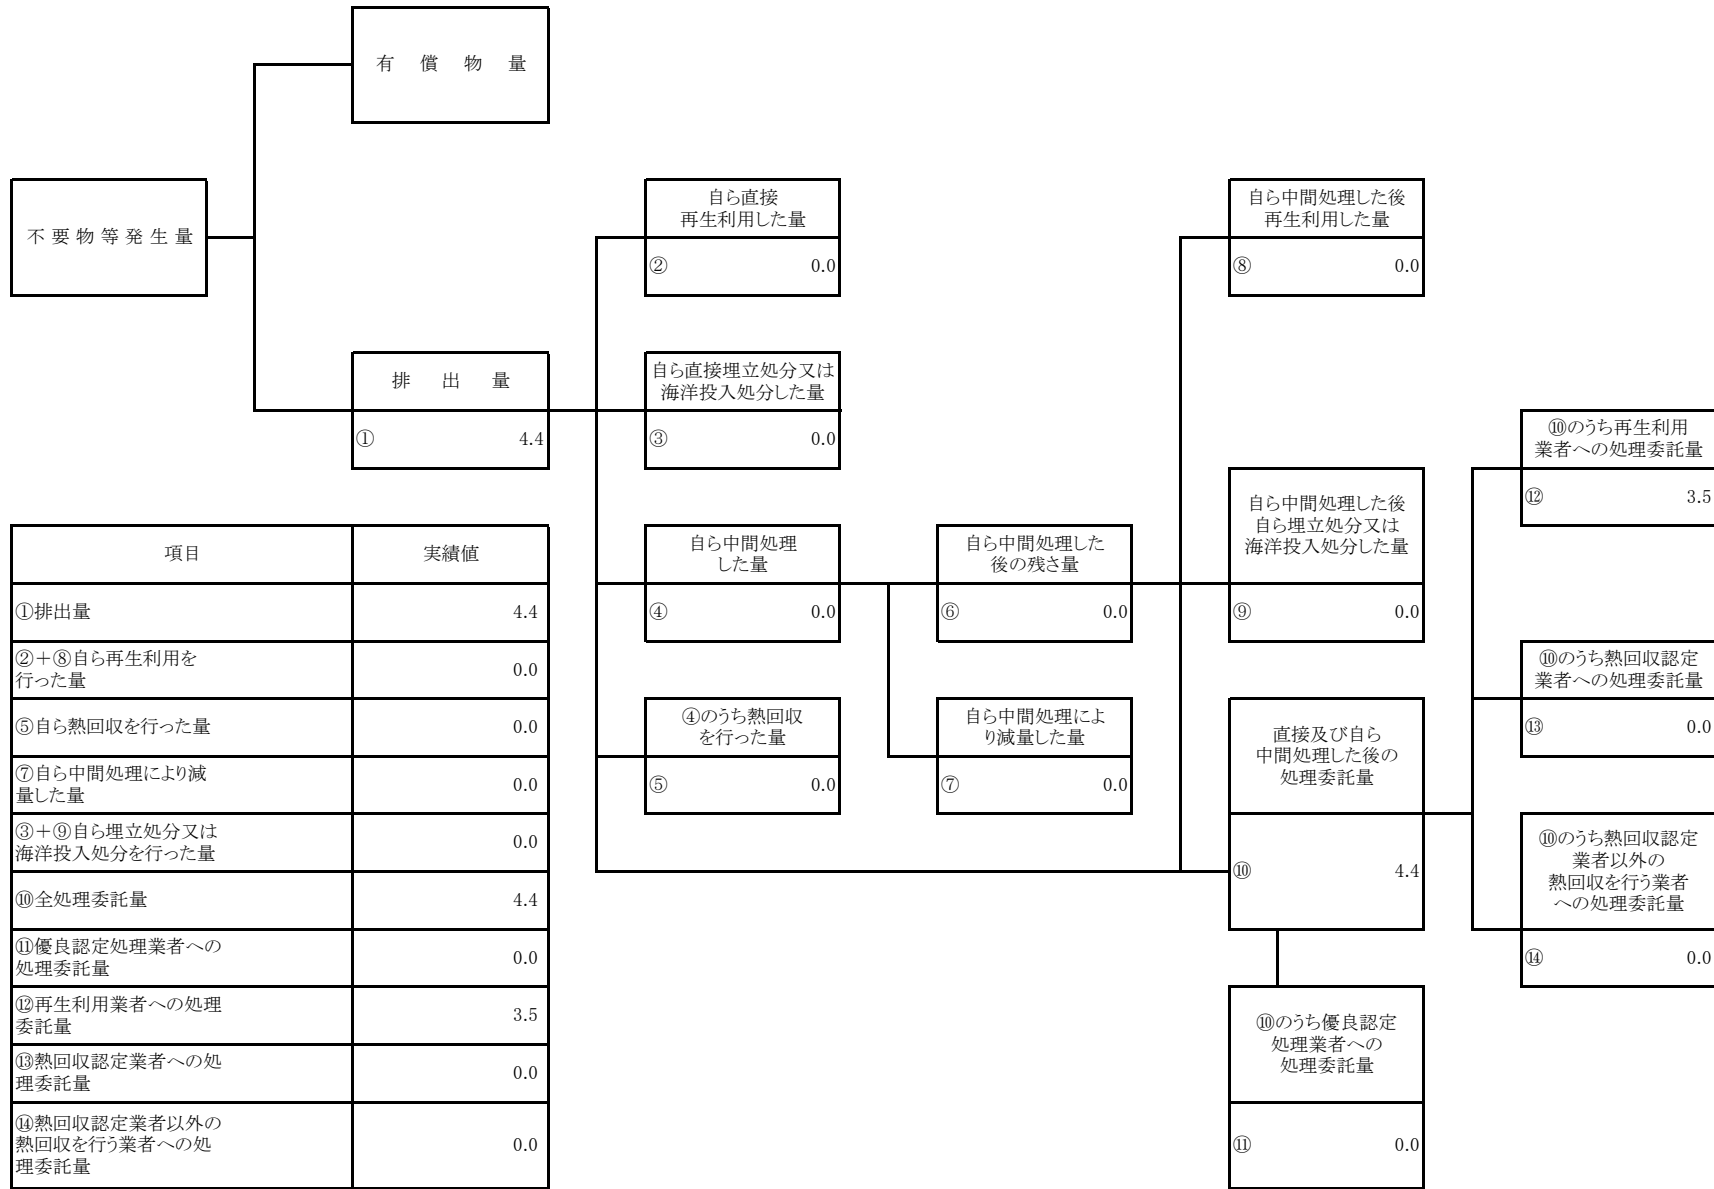 有　償　物　量
不要物等発生量
自ら直接
再生利用した量
② 0.0
自ら中間処理した後
再生利用した量
⑧ 0.0
排　出　量
① 4.4
自ら直接埋立処分又は
海洋投入処分した量
③ 0.0
⑩のうち再生利用
業者への処理委託量
⑫ 3.5
自ら中間処理した後
自ら埋立処分又は
海洋投入処分した量
⑨ 0.0
自ら中間処理
した量
④ 0.0
自ら中間処理した
後の残さ量
⑥ 0.0
⑩のうち熱回収認定
業者への処理委託量
⑬ 0.0
④のうち熱回収
を行った量
⑤ 0.0
自ら中間処理によ
り減量した量
⑦ 0.0
直接及び自ら
中間処理した後の
処理委託量
⑩ 4.4
⑩のうち熱回収認定
業者以外の
熱回収を行う業者
への処理委託量
⑭ 0.0
⑩のうち優良認定
処理業者への
処理委託量
⑪ 0.0
項目 実績値
①排出量 4.4
②＋⑧自ら再生利用を
行った量 0.0
⑤自ら熱回収を行った量 0.0
⑦自ら中間処理により減
量した量 0.0
③＋⑨自ら埋立処分又は
海洋投入処分を行った量 0.0
⑩全処理委託量 4.4
⑪優良認定処理業者への
処理委託量 0.0
⑫再生利用業者への処理
委託量 3.5
⑬熱回収認定業者への処
理委託量 0.0
⑭熱回収認定業者以外の
熱回収を行う業者への処
理委託量 0.0